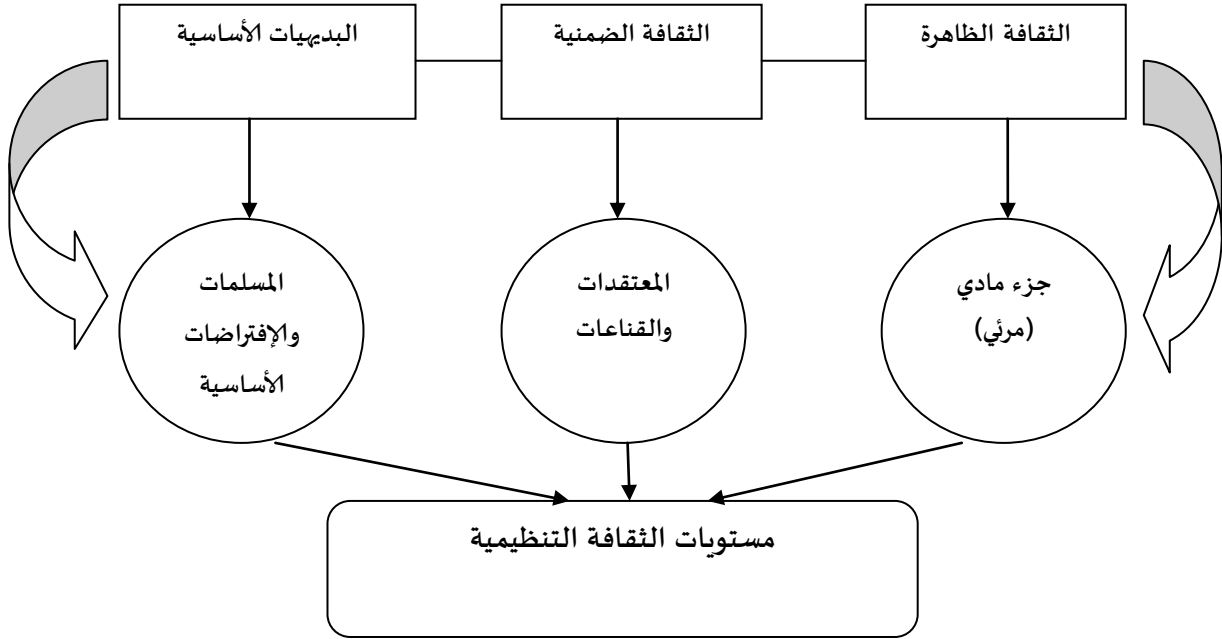 الثقافة الظاهرة
الثقافة الضمنية
البديهيات الأساسية
جزء مادي
(مرئي)
المعتقدات
والقناعات
المسلمات
والإفتراضات
الأساسية
مستويات الثقافة التنظيمية